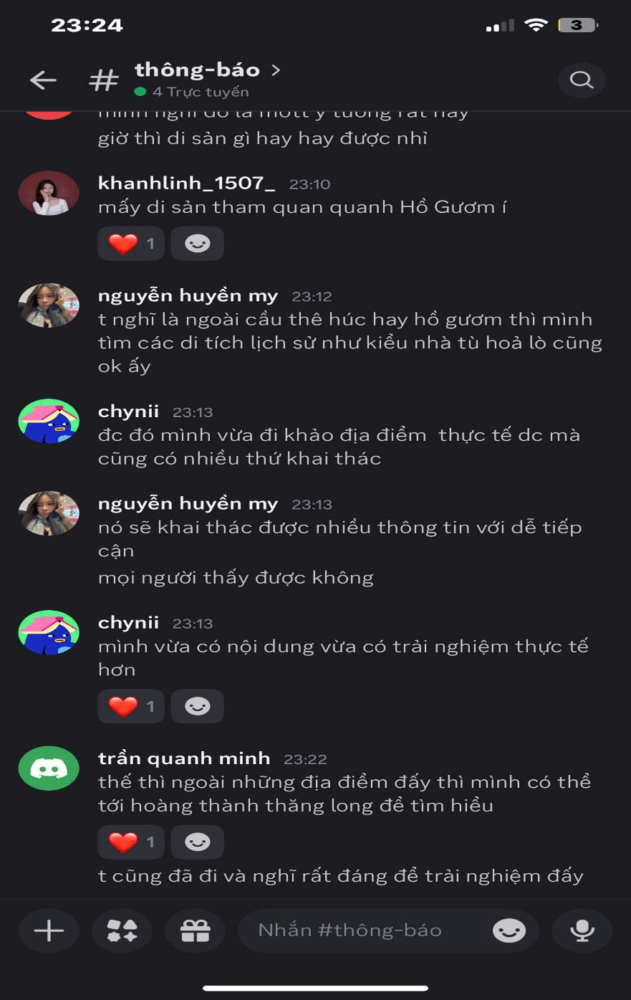 23:24
3
thông-báo
4 Trực tuyến
giờ thì di sản gì hay hay được nhỉ
khanhlinh_1507_ 23:10
mấy di sản tham quan quanh Hồ Gươm í
1
nguyễn huyền my 23:12
t nghĩ là ngoài cầu thê húc hay hồ gươm thì mình
tìm các di tích lịch sử như kiểu nhà tù hoả lò cũng
ok ấy
chynii 23:13
đc đó mình vừa đi khảo địa điểm thực tế dc mà
cũng có nhiều thứ khai thác
nguyễn huyền my 23:13
nó sẽ khai thác được nhiều thông tin với dễ tiếp
cận
mọi người thấy được không
chynii 23:13
mình vừa có nội dung vừa có trải nghiệm thực tế
hơn
1
trần quanh minh 23:22
thế thì ngoài những địa điểm đấy thì mình có thể
tới hoàng thành thăng long để tìm hiểu
1
t cũng đã đi và nghĩ rất đáng để trải nghiệm đấy
Nhắn #thông-báo